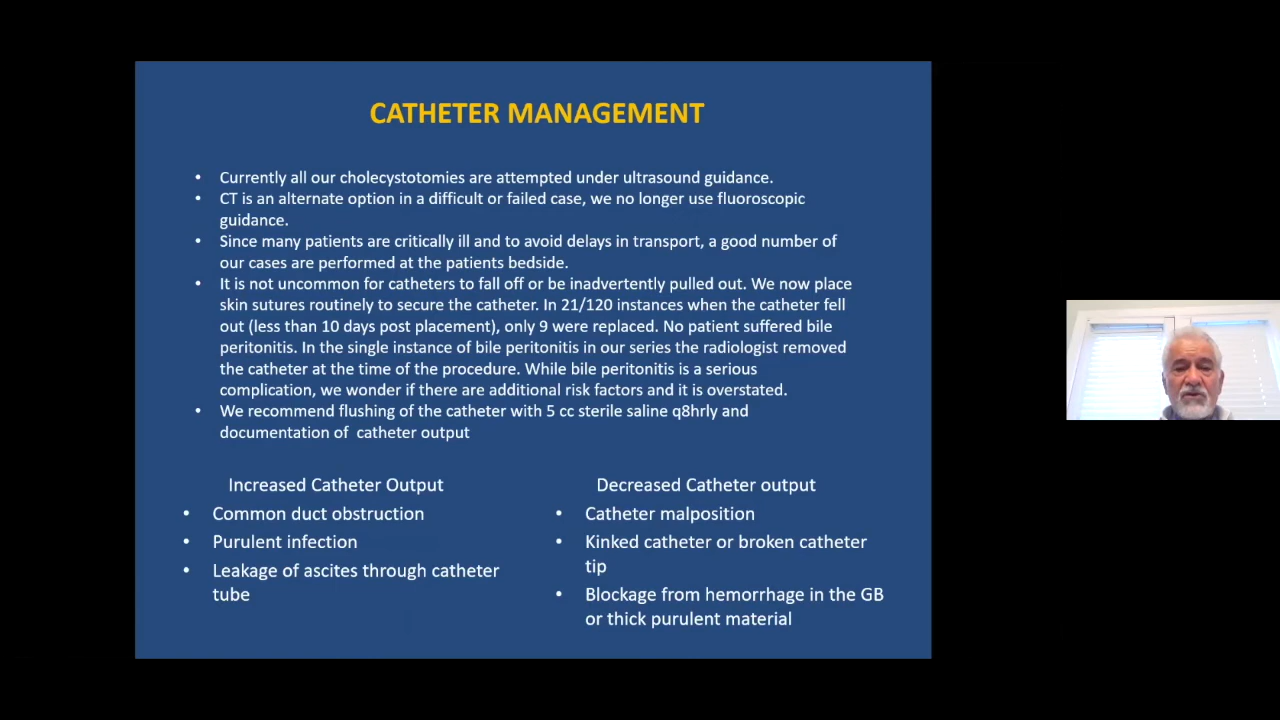 CATHETER MANAGEMENT
• Currently all our cholecystotomies are attempted under ultrasound guidance.
• CT is an alternate option in a difficult or failed case, we no longer use fluoroscopic
guidance.
• Since many patients are critically ill and to avoid delays in transport, a good number of
our cases are performed at the patients bedside.
• It is not uncommon for catheters to fall off or be inadvertently pulled out. We now place
skin sutures routinely to secure the catheter. In 21/120 instances when the catheter fell
out (less than 10 days post placement), only 9 were replaced. No patient suffered bile
peritonitis. In the single instance of bile peritonitis in our series the radiologist removed
the catheter at the time of the procedure. While bile peritonitis is a serious
complication, we wonder if there are additional risk factors and it is overstated.
• We recommend flushing of the catheter with 5 cc sterile saline q8hrly and
documentation of catheter output
Increased Catheter Output
• Common duct obstruction
• Purulent infection
• Leakage of ascites through catheter
tube
Decreased Catheter output
• Catheter malposition
• Kinked catheter or broken catheter
tip
• Blockage from hemorrhage in the GB
or thick purulent material